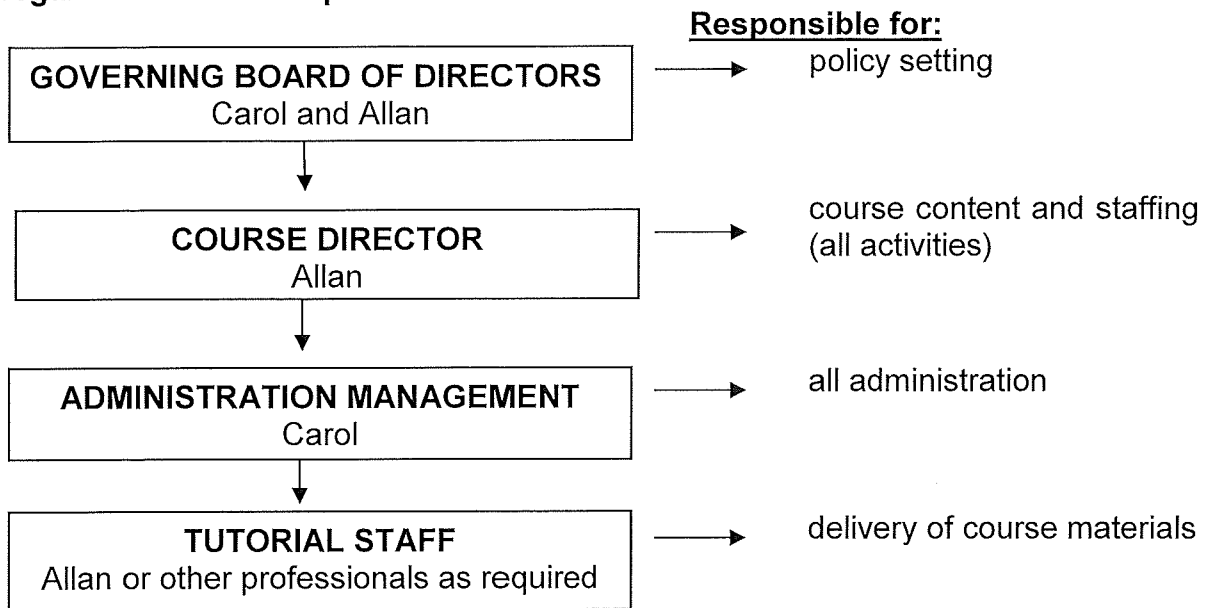 Responsible for:
GOVERNING BOARD OF DIRECTORS
Carol and Allan
policy setting
COURSE DIRECTOR
Allan
course content and staffing
(all activities)
ADMINISTRATION MANAGEMENT
Carol
all administration
TUTORIAL STAFF
Allan or other professionals as required
delivery of course materials